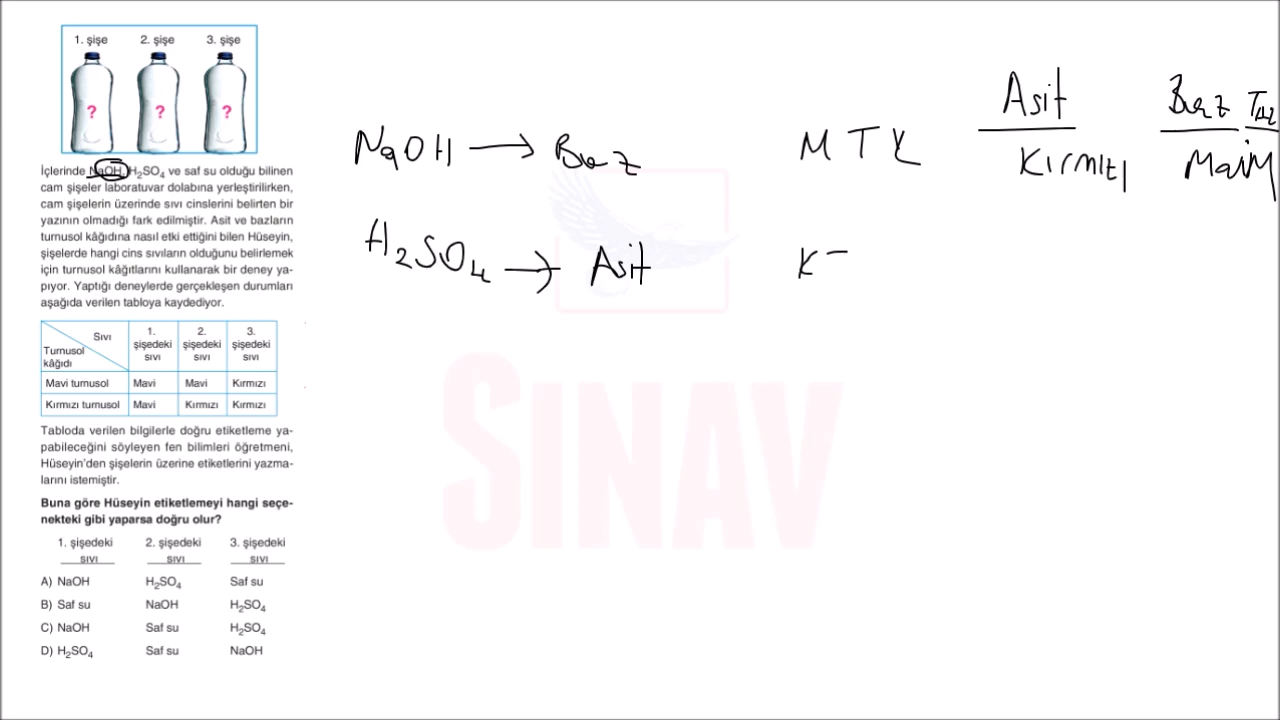 1. şişe 2. şişe 3. şişe
? ? ?
İçlerinde NaOH, H₂SO₄ ve saf su olduğu bilinen
cam şişeler laboratuvar dolabına yerleştirilirken,
cam şişelerin üzerinde sıvı cinslerini belirten bir
yazının olmadığı fark edilmiştir. Asit ve bazların
turnusol kâğıdına nasıl etki ettiğini bilen Hüseyin,
şişelerde hangi cins sıvıların olduğunu belirlemek
için turnusol kâğıtlarını kullanarak bir deney ya-
pıyor. Yaptığı deneylerde gerçekleşen durumları
aşağıda verilen tabloya kaydediyor.
Sıvı
Turnusol
kâğıdı
1.
şişedeki
sıvı
2.
şişedeki
sıvı
3.
şişedeki
sıvı
Mavi turnusol Mavi Mavi Kırmızı
Kırmızı turnusol Mavi Kırmızı Kırmızı
Tabloda verilen bilgilerle doğru etiketleme ya-
pabileceğini söyleyen fen bilimleri öğretmeni,
Hüseyin'den şişelerin üzerine etiketlerini yazma-
larını istemiştir.
Buna göre Hüseyin etiketlemeyi hangi seçe-
nekteki gibi yaparsa doğru olur?
1. şişedeki 2. şişedeki 3. şişedeki
sıvı sıvı sıvı
A) NaOH H₂SO₄ Saf su
B) Saf su NaOH H₂SO₄
C) NaOH Saf su H₂SO₄
D) H₂SO₄ Saf su NaOH
NaOH → Baz
H₂SO₄ → Asit
M T K
K
Asit Baz
Kırmızı Mavi
SINAV